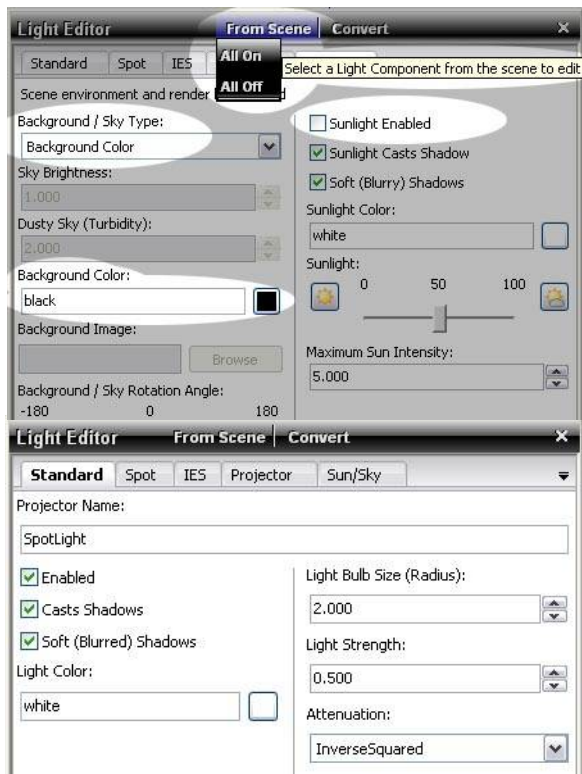 Light Editor From Scene Convert ×
All On
All Off
Select a Light Component from the scene to edit
Standard Spot IES
Scene environment and render
Background / Sky Type:
Background Color
Sky Brightness:
1.000
Dusty Sky (Turbidity):
2.000
Background Color:
black
Background Image:
Browse
Background / Sky Rotation Angle:
-180 0 180
Sunlight Enabled
Sunlight Casts Shadow
Soft (Blurry) Shadows
Sunlight Color:
white
Sunlight:
0 50 100
Maximum Sun Intensity:
5.000
Light Editor From Scene Convert ×
Standard Spot IES Projector Sun/Sky
Projector Name:
SpotLight
Enabled
Casts Shadows
Soft (Blurred) Shadows
Light Color:
white
Light Bulb Size (Radius):
2.000
Light Strength:
0.500
Attenuation:
InverseSquared